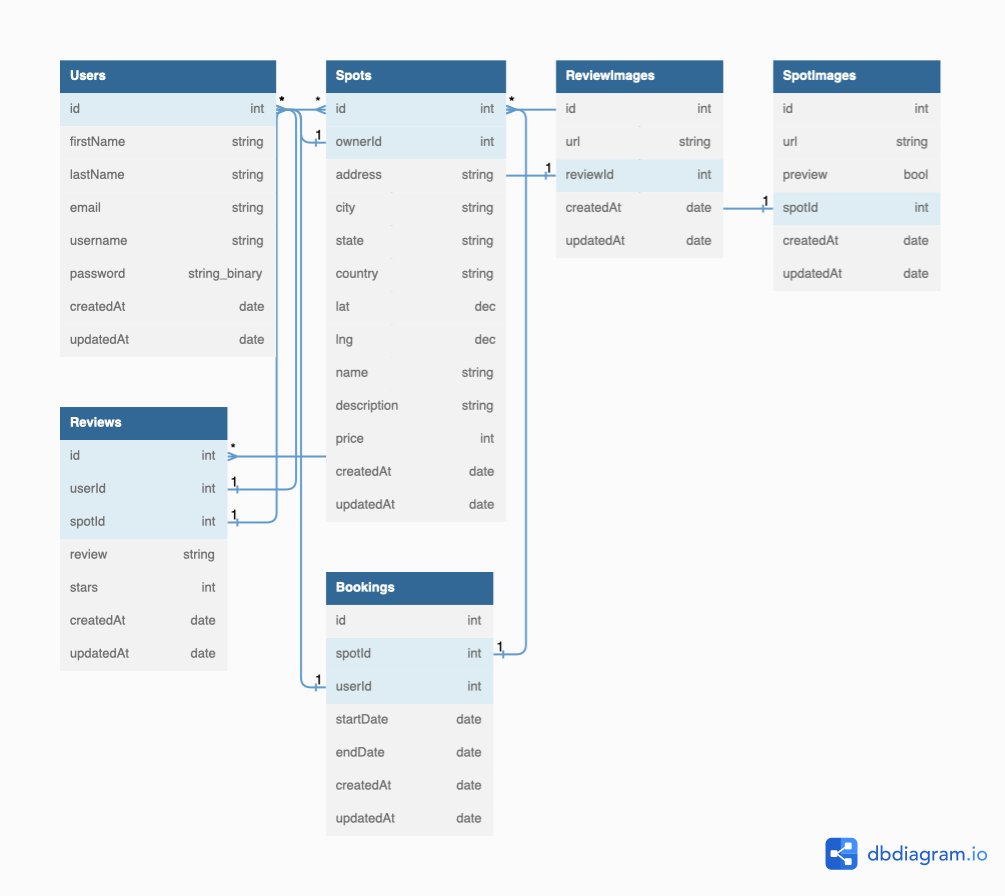 Users
id int
firstName string
lastName string
email string
username string
password string_binary
createdAt date
updatedAt date
* 
Spots
* id int *
1 ownerId int
address string
city string
state string
country string
lat dec
lng dec
name string
description string
price int
createdAt date
updatedAt date
ReviewImages
id int
url string
1 reviewId int
createdAt date
updatedAt date
SpotImages
id int
url string
preview bool
1 spotId int
createdAt date
updatedAt date
Reviews
id int *
userId int 1
spotId int 1
review string
stars int
createdAt date
updatedAt date
Bookings
id int
spotId int 1
1 userId int
startDate date
endDate date
createdAt date
updatedAt date
dbdiagram.io